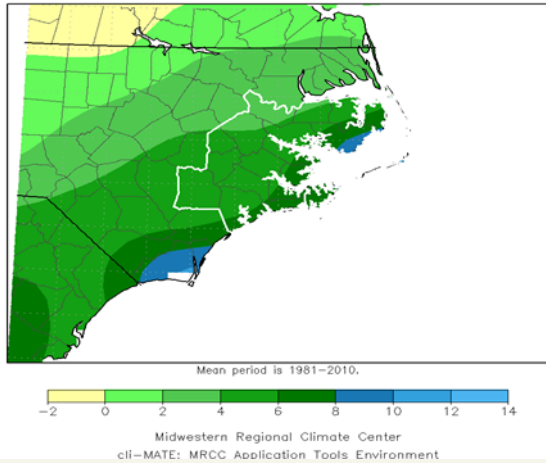 Mean period is 1981-2010.
-2 0 2 4 6 8 10 12 14
Midwestern Regional Climate Center
cli-MATE: MRCC Application Tools Environment